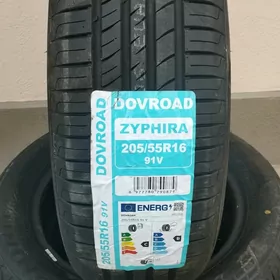 DOVROAD
ZYPHIRA
205/55R16
91V
DOVROAD
205/55R16 91V
ENERG